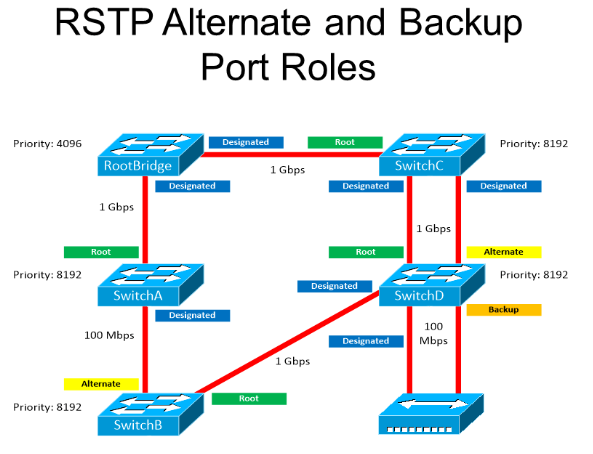 RSTP Alternate and Backup
Port Roles
Priority: 4096
Designated
Root
Priority: 8192
RootBridge
SwitchC
1 Gbps
Designated
Designated
Designated
1 Gbps
1 Gbps
Root
Root
Alternate
Priority: 8192
Priority: 8192
SwitchA
Designated
SwitchD
Designated
Backup
100 Mbps
Designated
100
Mbps
1 Gbps
Alternate
Root
Priority: 8192
SwitchB